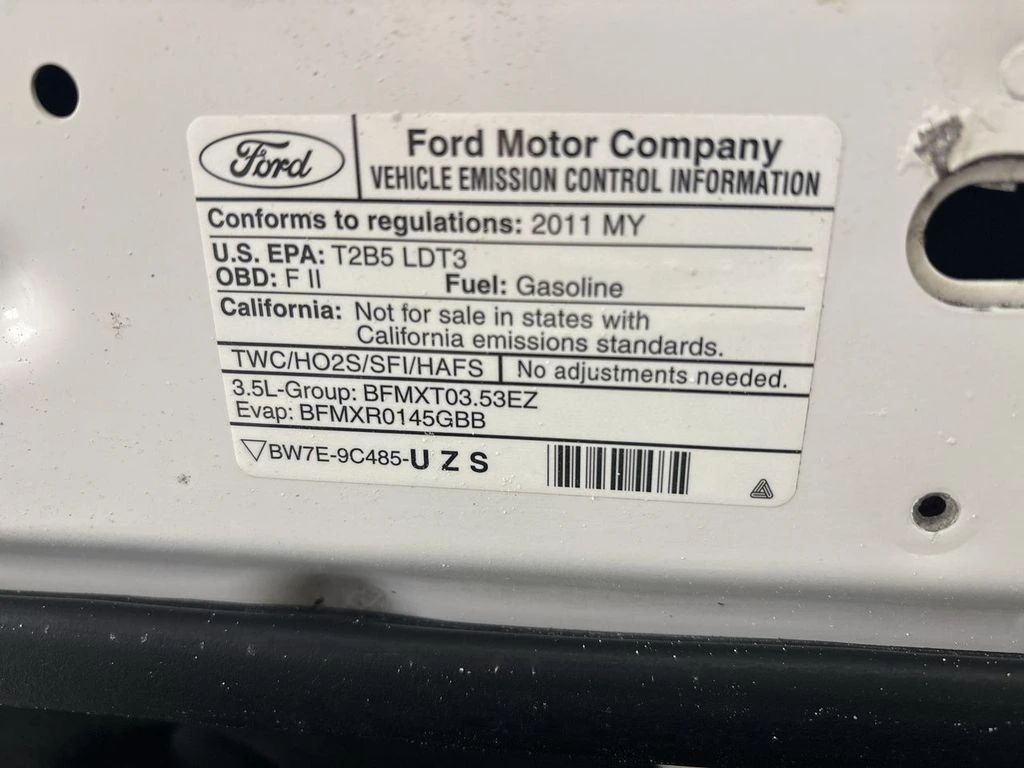 Ford
Ford Motor Company
VEHICLE EMISSION CONTROL INFORMATION
Conforms to regulations: 2011 MY
U.S. EPA: T2B5 LDT3
OBD: F II Fuel: Gasoline
California: Not for sale in states with
California emissions standards.
TWC/HO2S/SFI/HAFS No adjustments needed.
3.5L-Group: BFMXT03.53EZ
Evap: BFMXR0145GBB
BW7E-9C485-U Z S